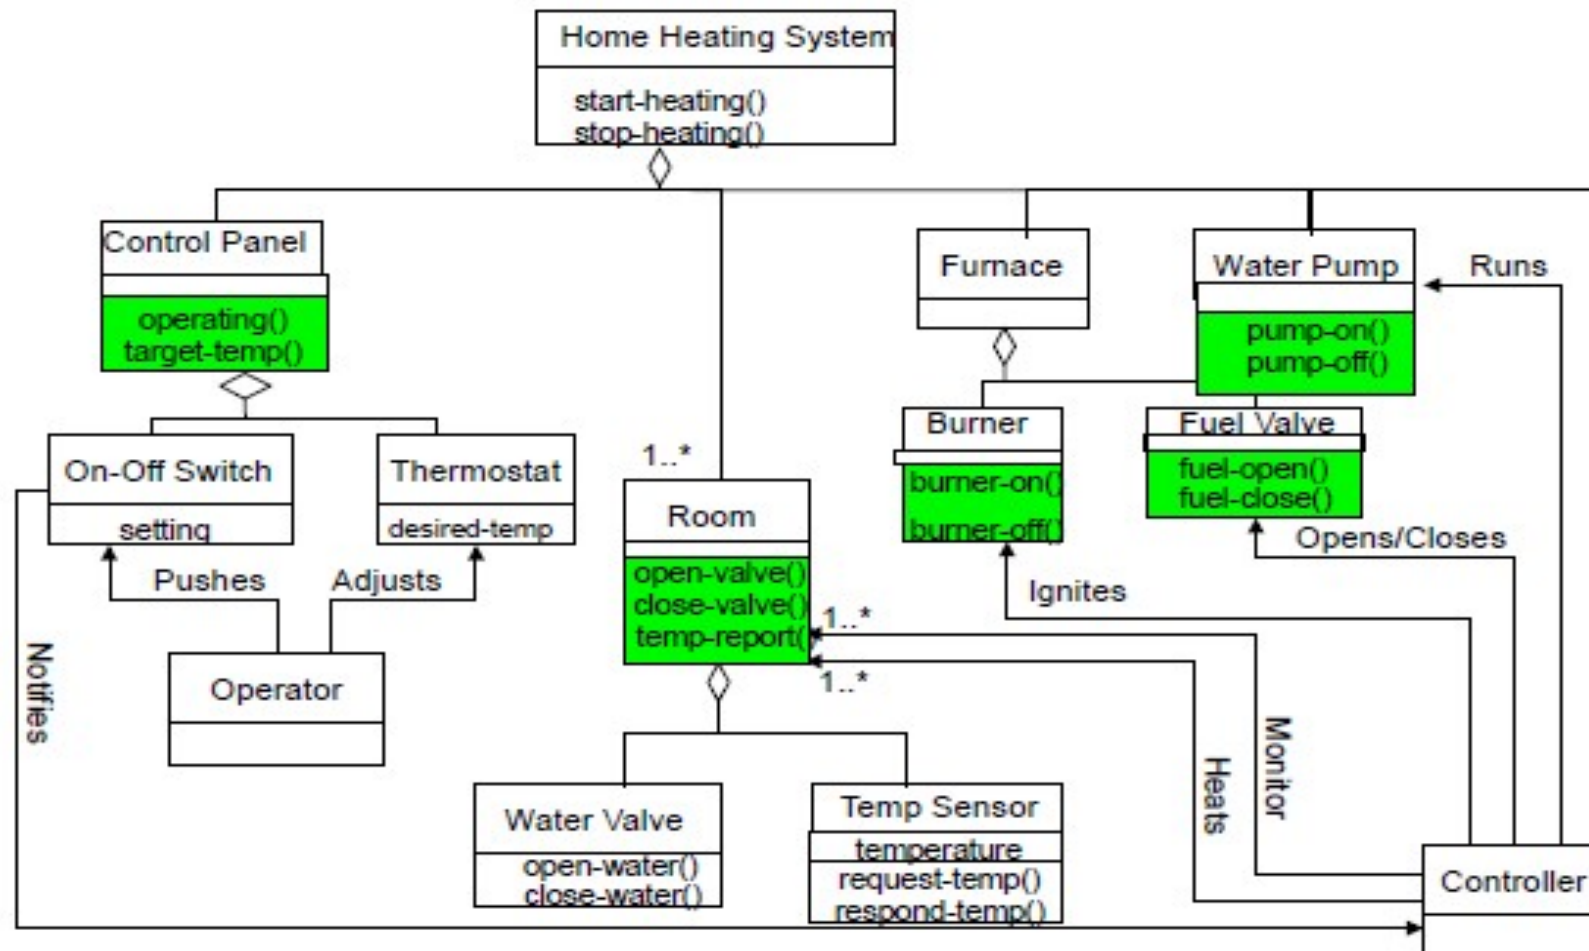 Home Heating System
start-heating()
stop-heating()
Control Panel
operating()
target-temp()
Furnace
Water Pump
pump-on()
pump-off()
Runs
Burner
burner-on()
burner-off()
Fuel Valve
fuel-open()
fuel-close()
On-Off Switch
setting
Thermostat
desired-temp
1..*
Room
open-valve()
close-valve()
temp-report(
Opens/Closes
Pushes
Adjusts
Ignites
1..*
1..*
Notifies
Operator
Monitor
Heats
Water Valve
open-water()
close-water()
Temp Sensor
temperature
request-temp()
respond-temp()
Controller